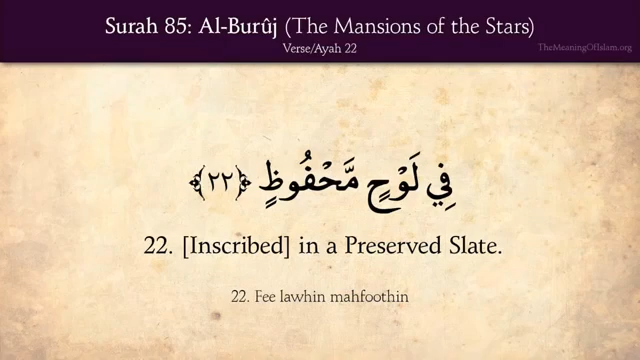 Surah 85: Al-Burûj (The Mansions of the Stars)
Verse/Ayah 22
TheMeaningOfIslam.org
فِي لَوْحٍ مَّحْفُوظٍ ﴿٢٢﴾
22. [Inscribed] in a Preserved Slate.
22. Fee lawhin mahfoothin